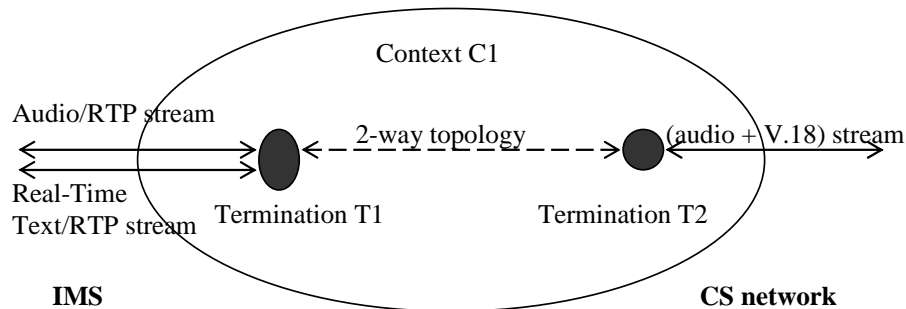 Context C1
Audio/RTP stream
2-way topology
(audio + V.18) stream
Real-Time
Text/RTP stream
Termination T1
Termination T2
IMS
CS network